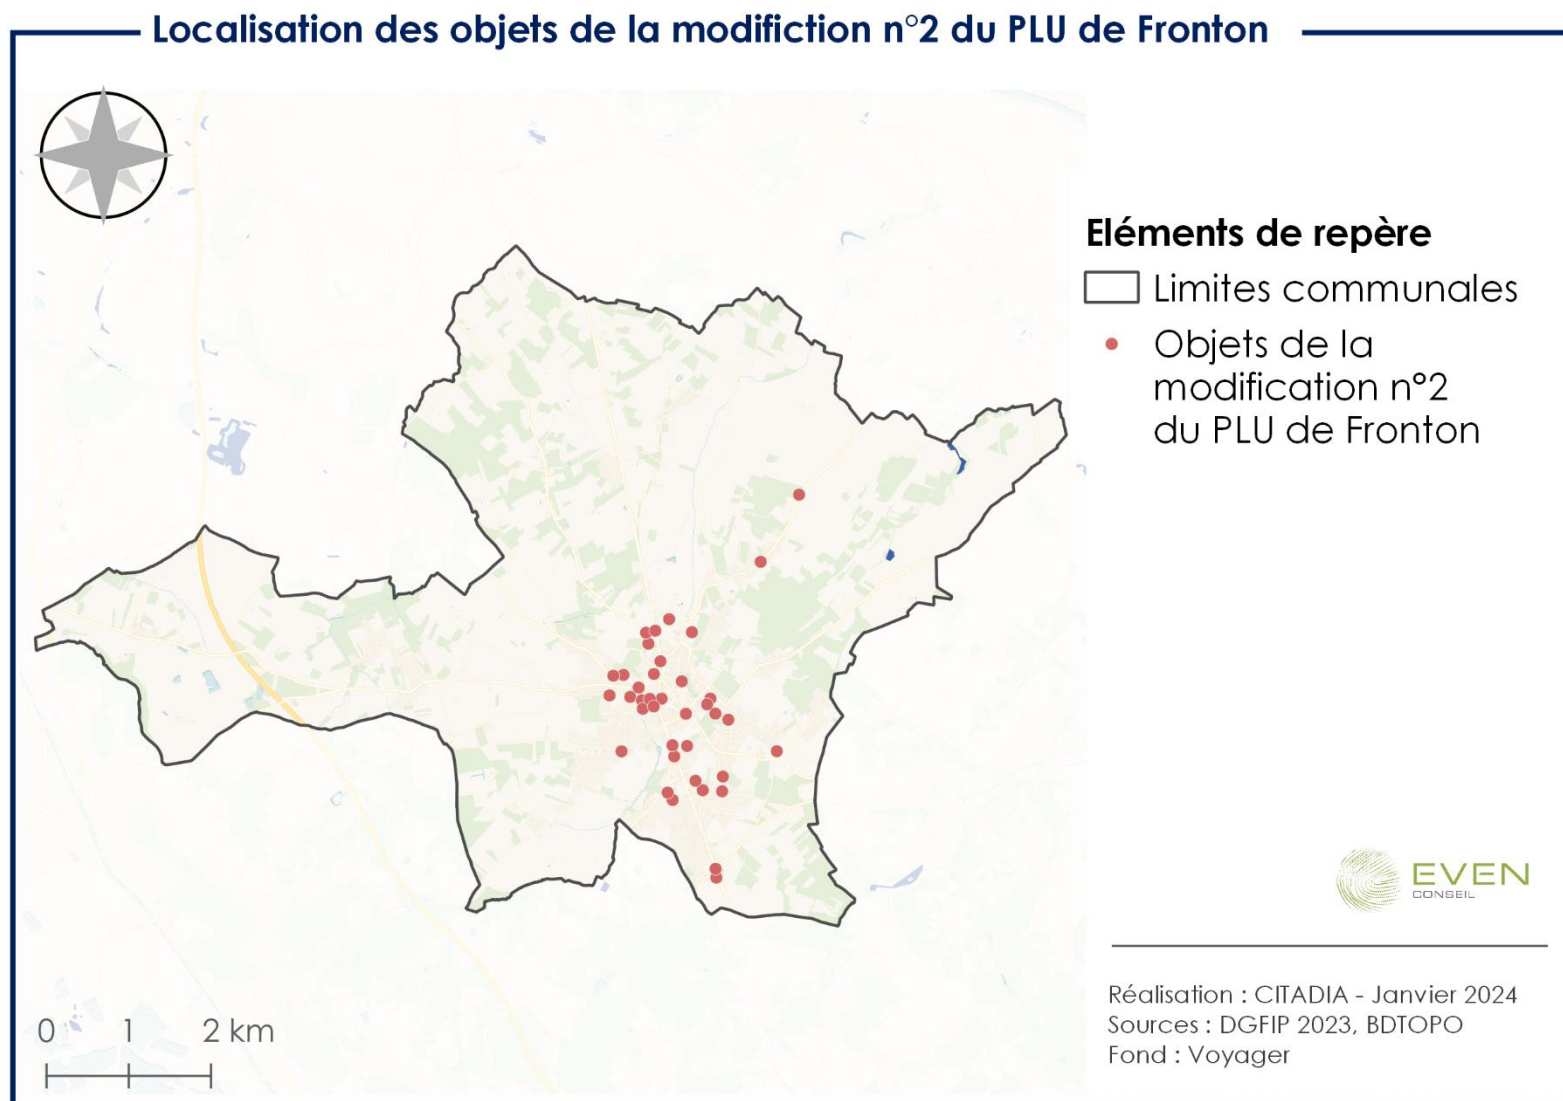 Localisation des objets de la modifiction n°2 du PLU de Fronton
Eléments de repère
Limites communales
Objets de la
modification n°2
du PLU de Fronton
EVEN
CONSEIL
Réalisation : CITADIA - Janvier 2024
Sources : DGFIP 2023, BDTOPO
Fond : Voyager
0 1 2 km